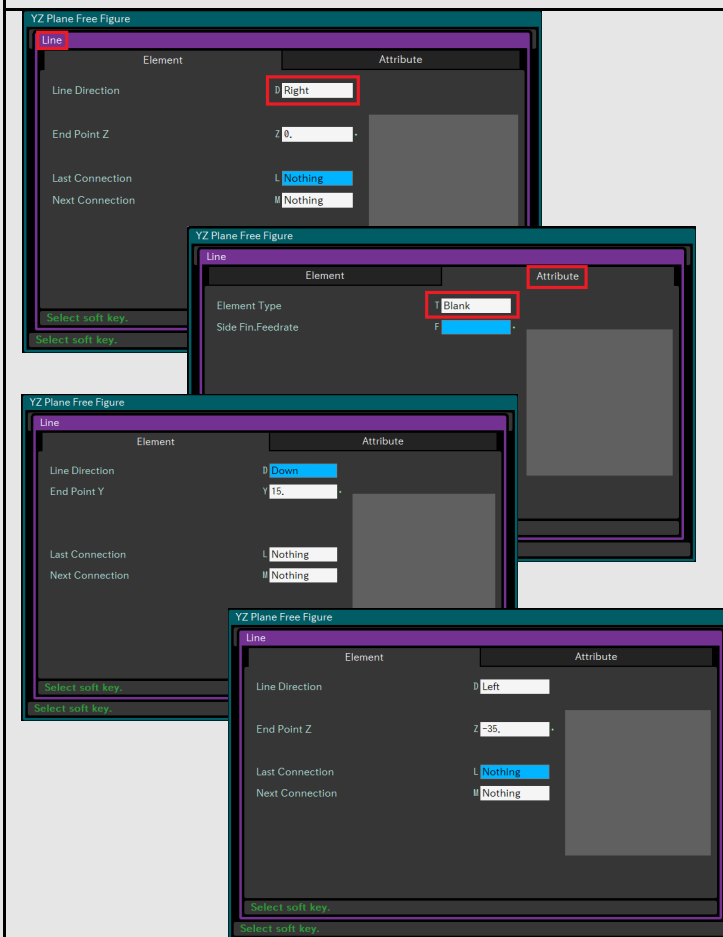 YZ Plane Free Figure
Line
Element Attribute
Line Direction D Right
End Point Z Z 0.
Last Connection L Nothing
Next Connection M Nothing
Select soft key.
Select soft key.
YZ Plane Free Figure
Line
Element Attribute
Element Type T Blank
Side Fin.Feedrate F
YZ Plane Free Figure
Line
Element Attribute
Line Direction D Down
End Point Y Y 15.
Last Connection L Nothing
Next Connection M Nothing
Select soft key.
Select soft key.
YZ Plane Free Figure
Line
Element Attribute
Line Direction D Left
End Point Z Z -35.
Last Connection L Nothing
Next Connection M Nothing
Select soft key.
Select soft key.